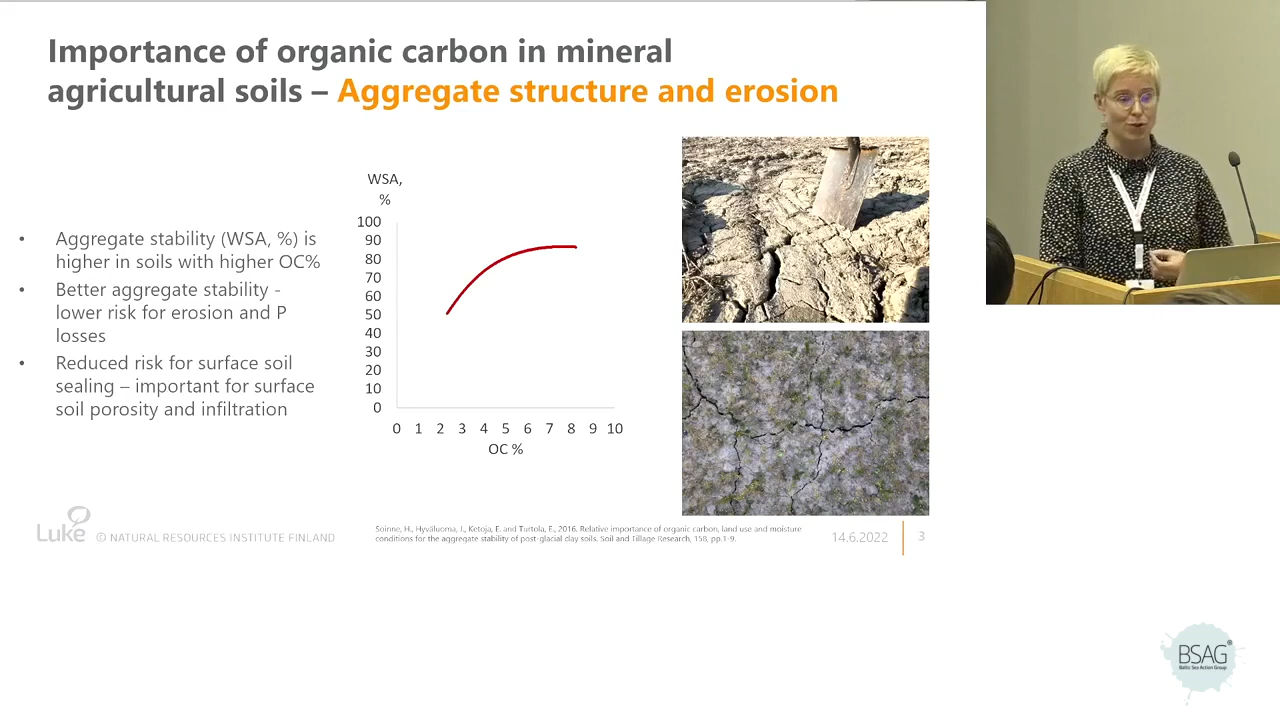 Importance of organic carbon in mineral
agricultural soils – Aggregate structure and erosion
• Aggregate stability (WSA, %) is
higher in soils with higher OC%
• Better aggregate stability -
lower risk for erosion and P
losses
• Reduced risk for surface soil
sealing – important for surface
soil porosity and infiltration
WSA,
%
100
90
80
70
60
50
40
30
20
10
0
0 1 2 3 4 5 6 7 8 9 10
OC %
Luke © NATURAL RESOURCES INSTITUTE FINLAND
Soinne, H., Hyväluoma, J., Ketoja, E. and Turtola, E., 2016. Relative importance of organic carbon, land use and moisture
conditions for the aggregate stability of post-glacial clay soils. Soil and Tillage Research, 158, pp.1-9.
14.6.2022 3
BSAG®
Baltic Sea Action Group